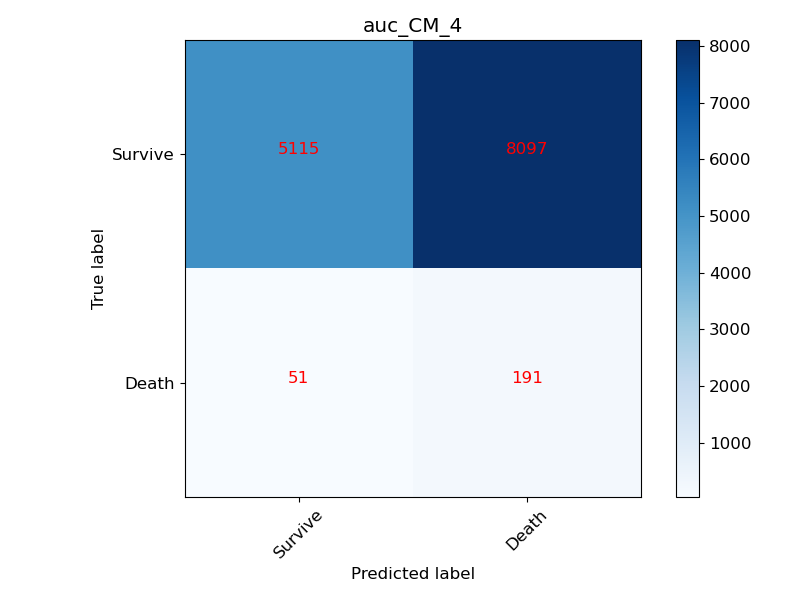 auc_CM_4
8000
7000
6000
5000
4000
3000
2000
1000
True label
Survive
5115
8097
Death
51
191
Survive
Death
Predicted label